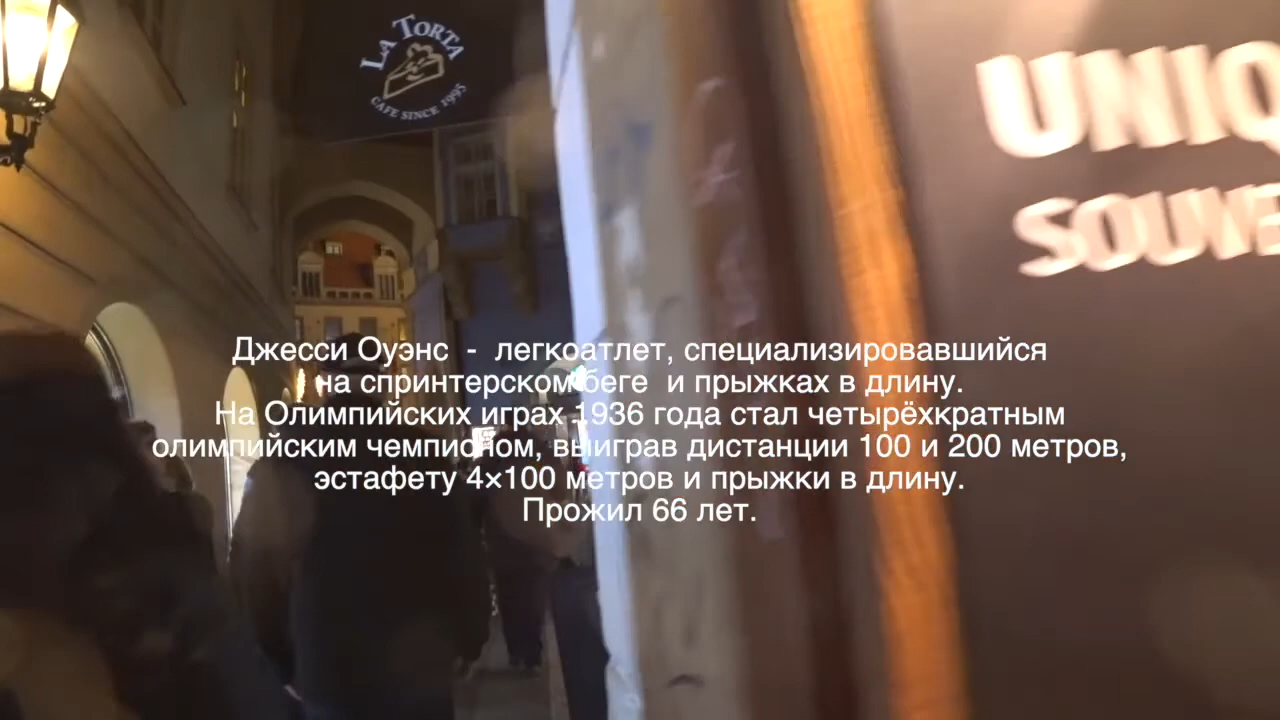 LA TORTA
CAFE SINCE 1995
UNIQ
SOUVE
Джесси Оуэнс - легкоатлет, специализировавшийся
на спринтерском беге и прыжках в длину.
На Олимпийских играх 1936 года стал четырёхкратным
олимпийским чемпионом, выиграв дистанции 100 и 200 метров,
эстафету 4×100 метров и прыжки в длину.
Прожил 66 лет.